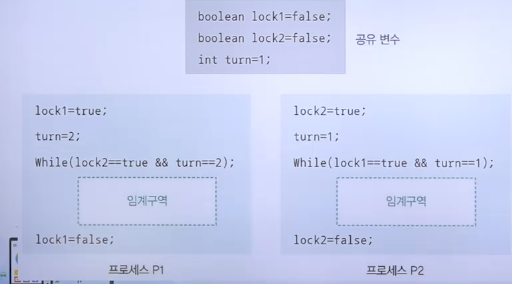 boolean lock1=false;
boolean lock2=false;
int turn=1;
공유 변수
lock1=true;
turn=2;
While(lock2==true && turn==2);
임계구역
lock1=false;
프로세스 P1
lock2=true;
turn=1;
While(lock1==true && turn==1);
임계구역
lock2=false;
프로세스 P2